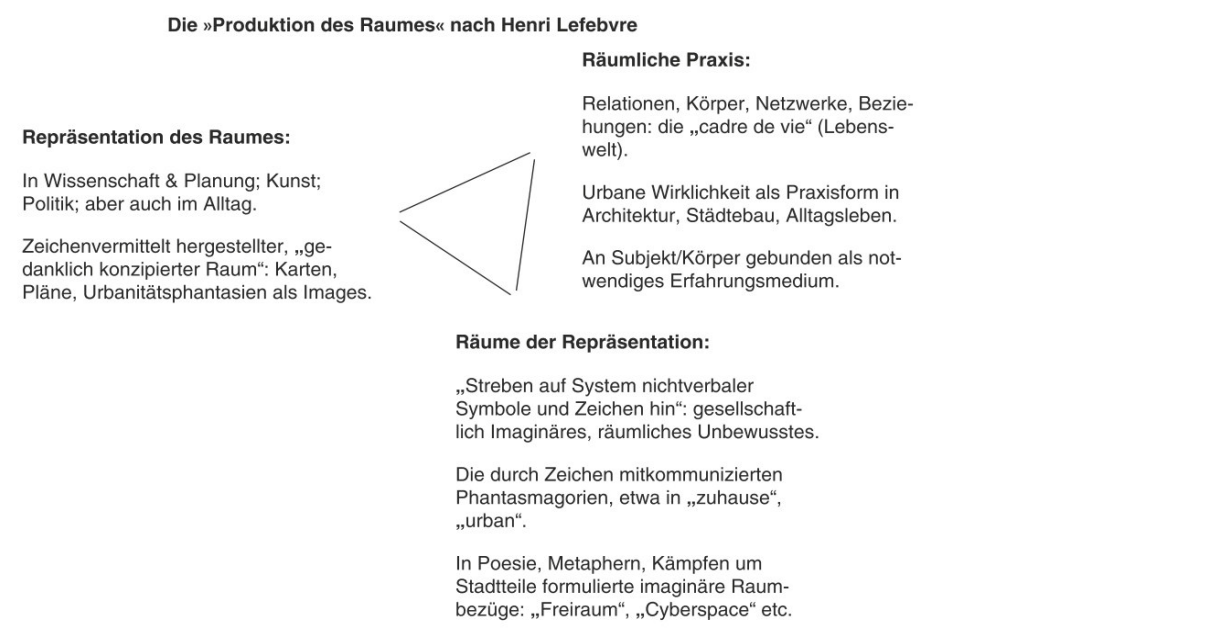 Die »Produktion des Raumes« nach Henri Lefebvre
Räumliche Praxis:
Relationen, Körper, Netzwerke, Bezie-
hungen: die „cadre de vie“ (Lebens-
welt).
Urbane Wirklichkeit als Praxisform in
Architektur, Städtebau, Alltagsleben.
An Subjekt/Körper gebunden als not-
wendiges Erfahrungsmedium.
Repräsentation des Raumes:
In Wissenschaft & Planung; Kunst;
Politik; aber auch im Alltag.
Zeichenvermittelt hergestellter, „ge-
danklich konzipierter Raum“: Karten,
Pläne, Urbanitätsphantasien als Images.
Räume der Repräsentation:
„Streben auf System nichtverbaler
Symbole und Zeichen hin“: gesellschaft-
lich Imaginäres, räumliches Unbewusstes.
Die durch Zeichen mitkommunizierten
Phantasmagorien, etwa in „zuhause“,
„urban“.
In Poesie, Metaphern, Kämpfen um
Stadtteile formulierte imaginäre Raum-
bezüge: „Freiraum“, „Cyberspace“ etc.